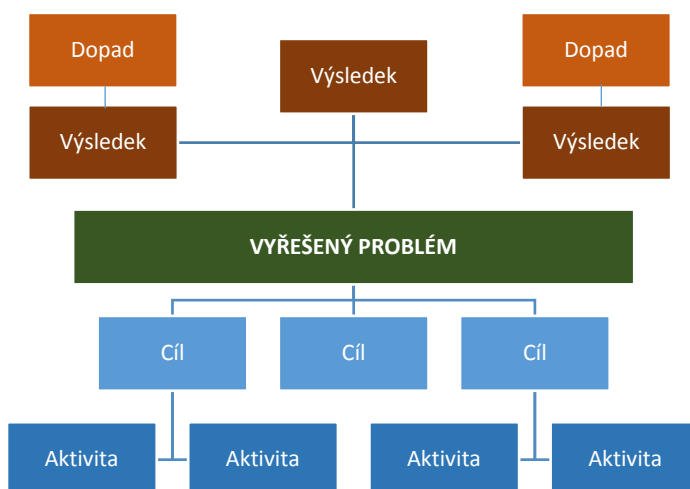 Dopad
Výsledek
Dopad
Výsledek
Výsledek
VYŘEŠENÝ PROBLÉM
Cíl
Cíl
Cíl
Aktivita
Aktivita
Aktivita
Aktivita